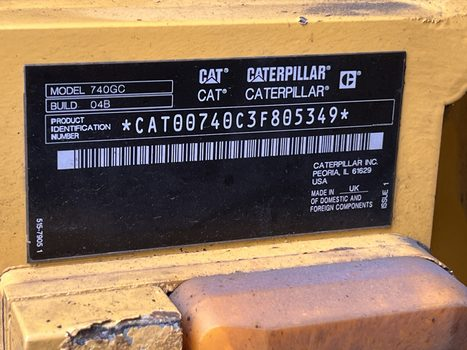 CAT® CATERPILLAR®
CAT® CATERPILLAR®
MODEL 740GC
BUILD 04B
PRODUCT IDENTIFICATION NUMBER *CAT00740C3F805349*
CATERPILLAR INC.
PEORIA, IL 61629
USA
MADE IN UK
OF DOMESTIC AND
FOREIGN COMPONENTS
ISSUE 1
515-7905 1